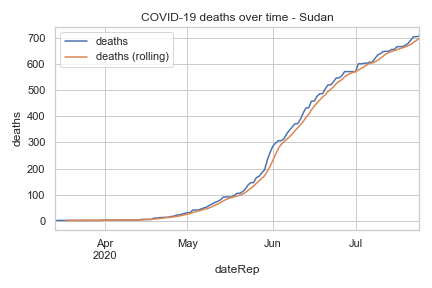 COVID-19 deaths over time - Sudan
deaths
deaths (rolling)
deaths
700
600
500
400
300
200
100
0
Apr
2020
May
Jun
Jul
dateRep